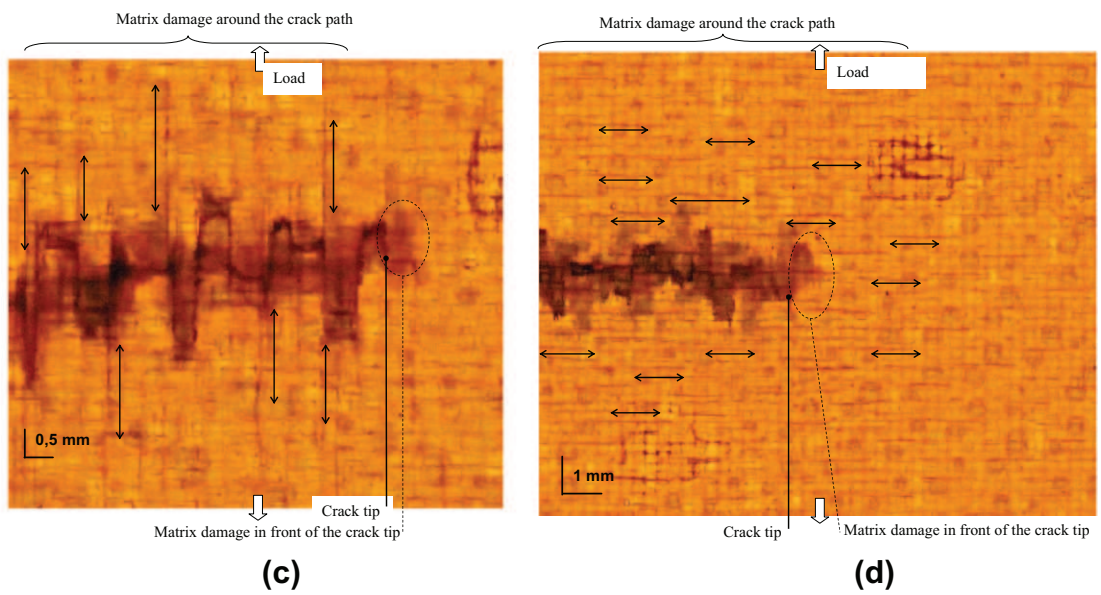 Matrix damage around the crack path
Load
0,5 mm
Crack tip
Matrix damage in front of the crack tip
(c)
Matrix damage around the crack path
Load
1 mm
Crack tip
Matrix damage in front of the crack tip
(d)